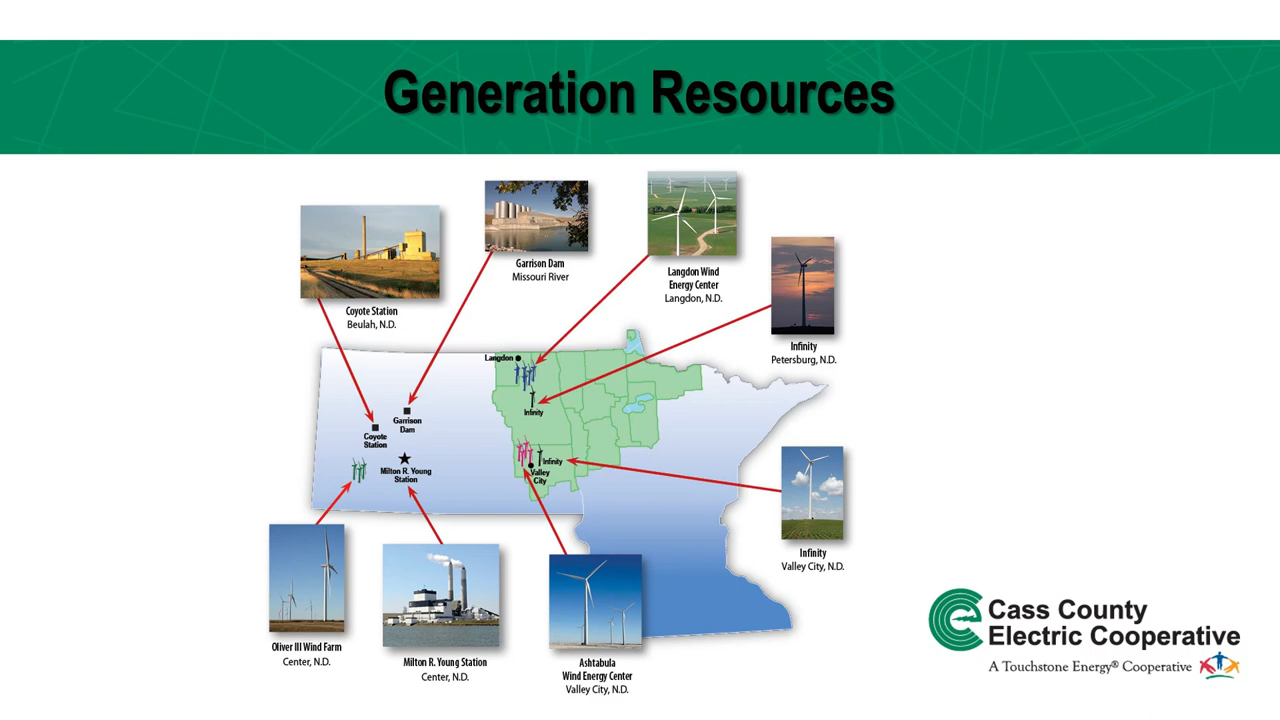 Generation Resources
Garrison Dam
Missouri River
Langdon Wind
Energy Center
Langdon, N.D.
Coyote Station
Beulah, N.D.
Infinity
Petersburg, N.D.
Langdon
Infinity
Garrison
Dam
Coyote
Station
Milton R. Young
Station
Infinity
Valley
City
Infinity
Valley City, N.D.
Oliver III Wind Farm
Center, N.D.
Milton R. Young Station
Center, N.D.
Ashtabula
Wind Energy Center
Valley City, N.D.
Cass County
Electric Cooperative
A Touchstone Energy® Cooperative